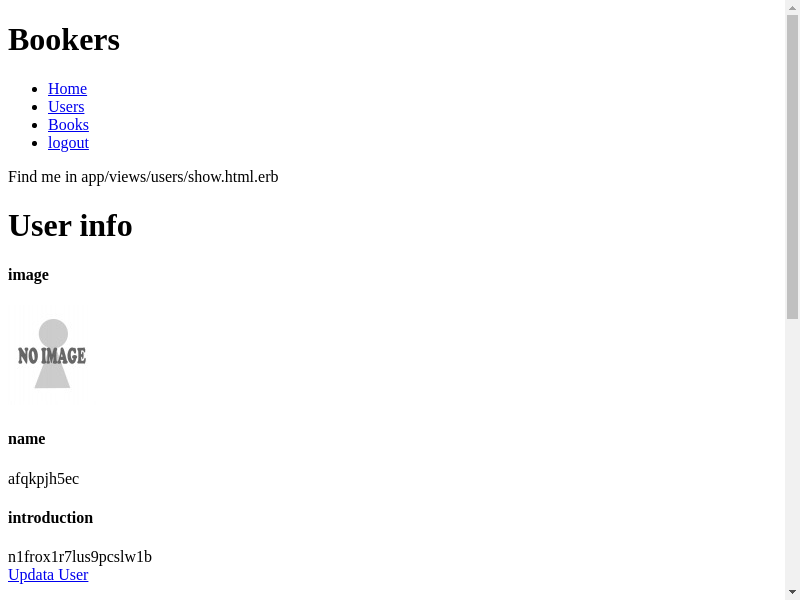 Bookers
Home
Users
Books
logout
Find me in app/views/users/show.html.erb
User info
image
NO IMAGE
name
afqkpjh5ec
introduction
n1frox1r7lus9pcslw1b
Updata User